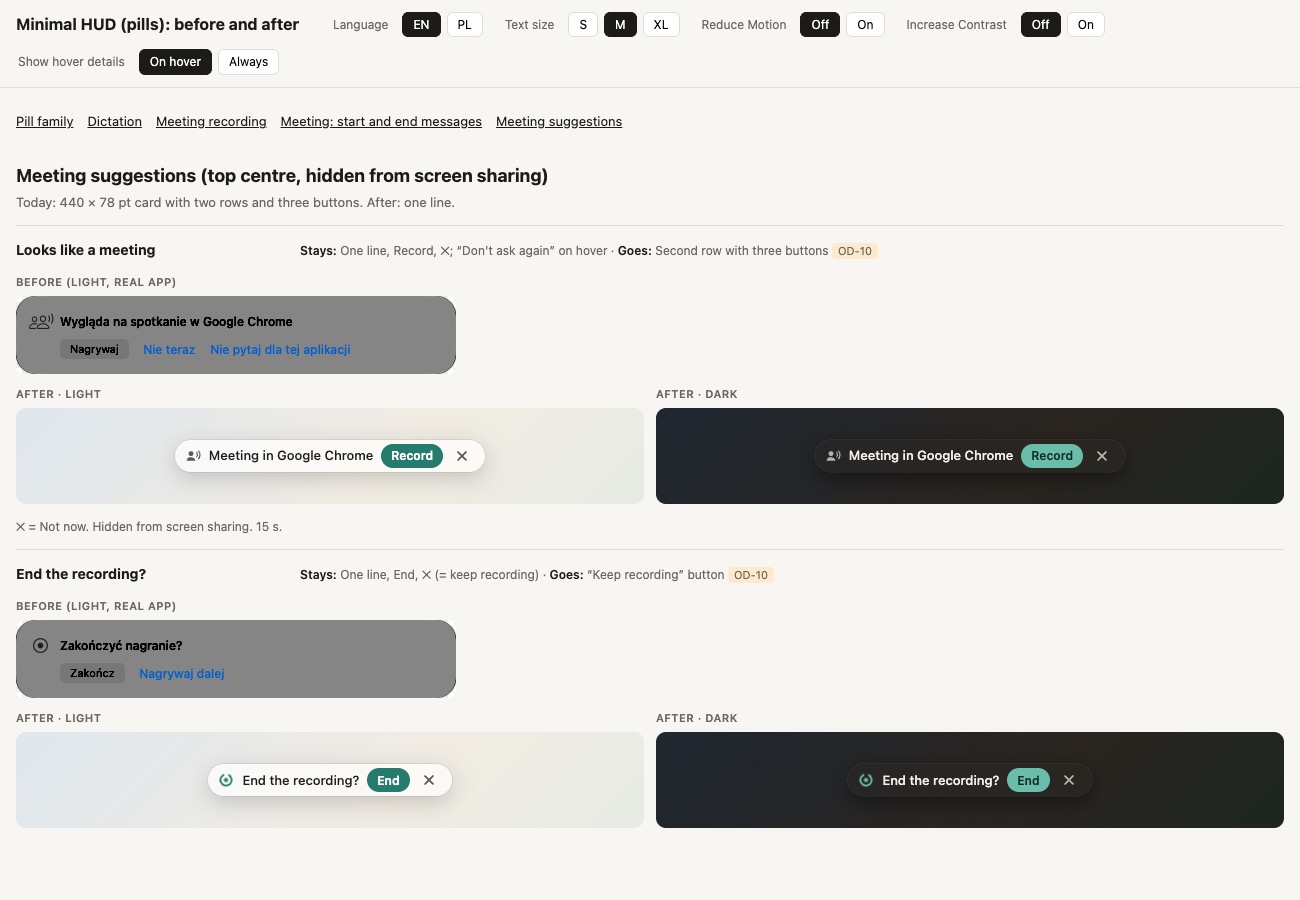 Minimal HUD (pills): before and after Language EN PL Text size S M XL Reduce Motion Off On Increase Contrast Off On
Show hover details On hover Always
Pill family Dictation Meeting recording Meeting: start and end messages Meeting suggestions
Meeting suggestions (top centre, hidden from screen sharing)
Today: 440 × 78 pt card with two rows and three buttons. After: one line.
Looks like a meeting Stays: One line, Record, ✕; “Don't ask again” on hover · Goes: Second row with three buttons OD-10
BEFORE (LIGHT, REAL APP)
Wygląda na spotkanie w Google Chrome
Nagrywaj Nie teraz Nie pytaj dla tej aplikacji
AFTER · LIGHT AFTER · DARK
Meeting in Google Chrome Record ✕ Meeting in Google Chrome Record ✕
✕ = Not now. Hidden from screen sharing. 15 s.
End the recording? Stays: One line, End, ✕ (= keep recording) · Goes: “Keep recording” button OD-10
BEFORE (LIGHT, REAL APP)
Zakończyć nagranie?
Zakończ Nagrywaj dalej
AFTER · LIGHT AFTER · DARK
End the recording? End ✕ End the recording? End ✕